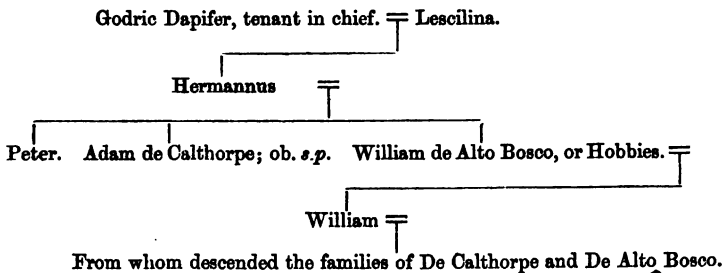 Godric Dapifer, tenant in chief. = Lescilina.
Hermannus =
Peter. Adam de Calthorpe; ob. s.p. William de Alto Bosco, or Hobbies. =
William =
From whom descended the families of De Calthorpe and De Alto Bosco.